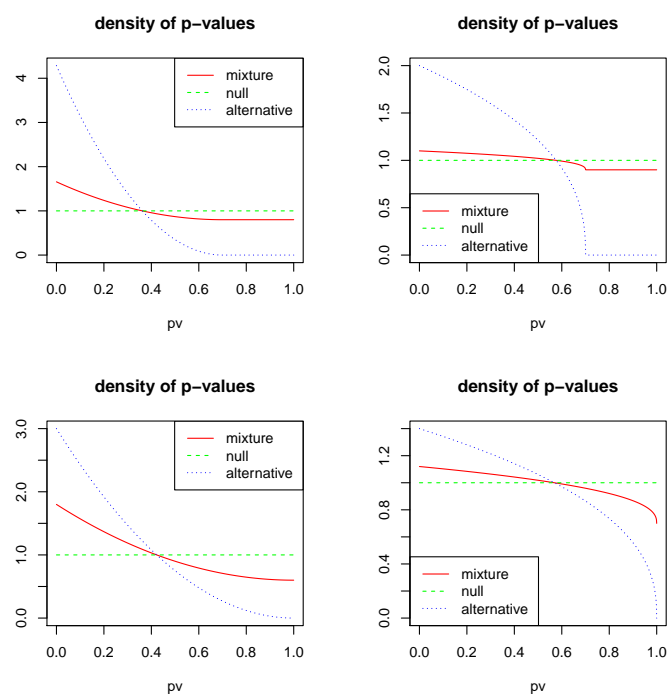 density of p−values
mixture
null
alternative
0
1
2
3
4
0.0 0.2 0.4 0.6 0.8 1.0
pv
density of p−values
mixture
null
alternative
0.0
0.5
1.0
1.5
2.0
0.0 0.2 0.4 0.6 0.8 1.0
pv
density of p−values
mixture
null
alternative
0.0
1.0
2.0
3.0
0.0 0.2 0.4 0.6 0.8 1.0
pv
density of p−values
mixture
null
alternative
0.0
0.4
0.8
1.2
0.0 0.2 0.4 0.6 0.8 1.0
pv